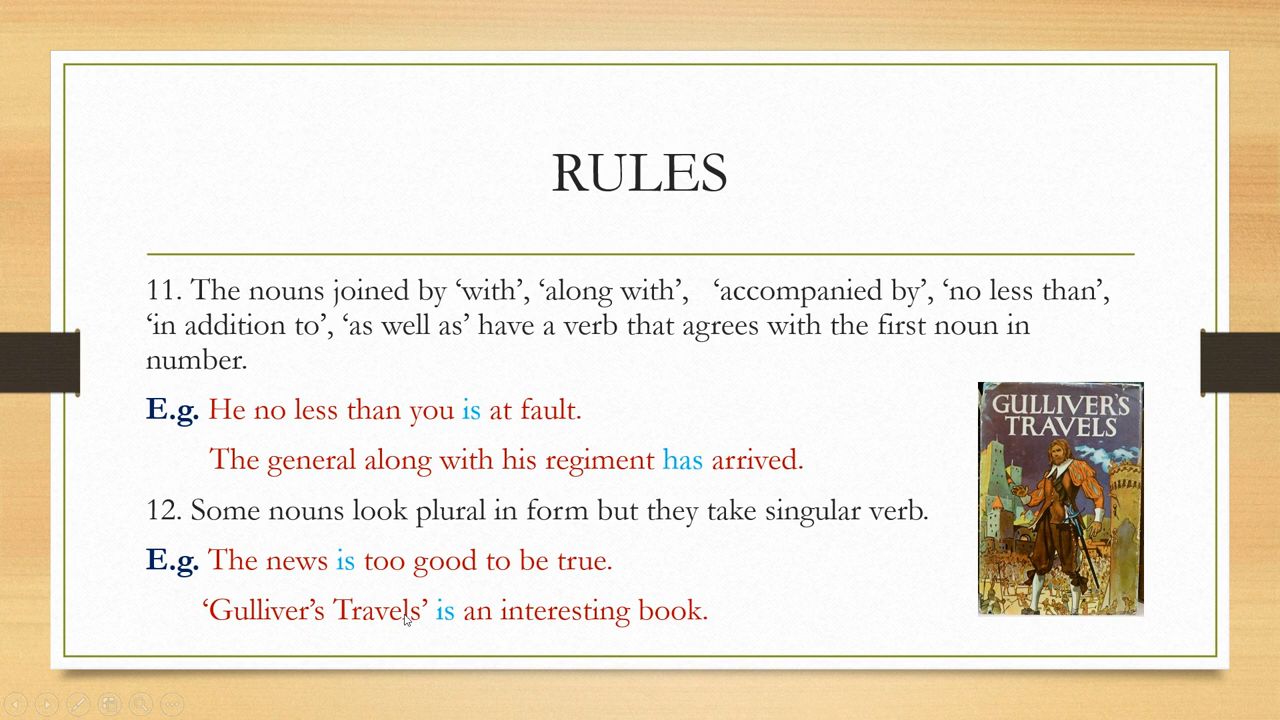 RULES
11. The nouns joined by ‘with’, ‘along with’, ‘accompanied by’, ‘no less than’,
‘in addition to’, ‘as well as’ have a verb that agrees with the first noun in
number.
E.g. He no less than you is at fault.
The general along with his regiment has arrived.
12. Some nouns look plural in form but they take singular verb.
E.g. The news is too good to be true.
‘Gulliver’s Travels’ is an interesting book.
GULLIVER'S
TRAVELS